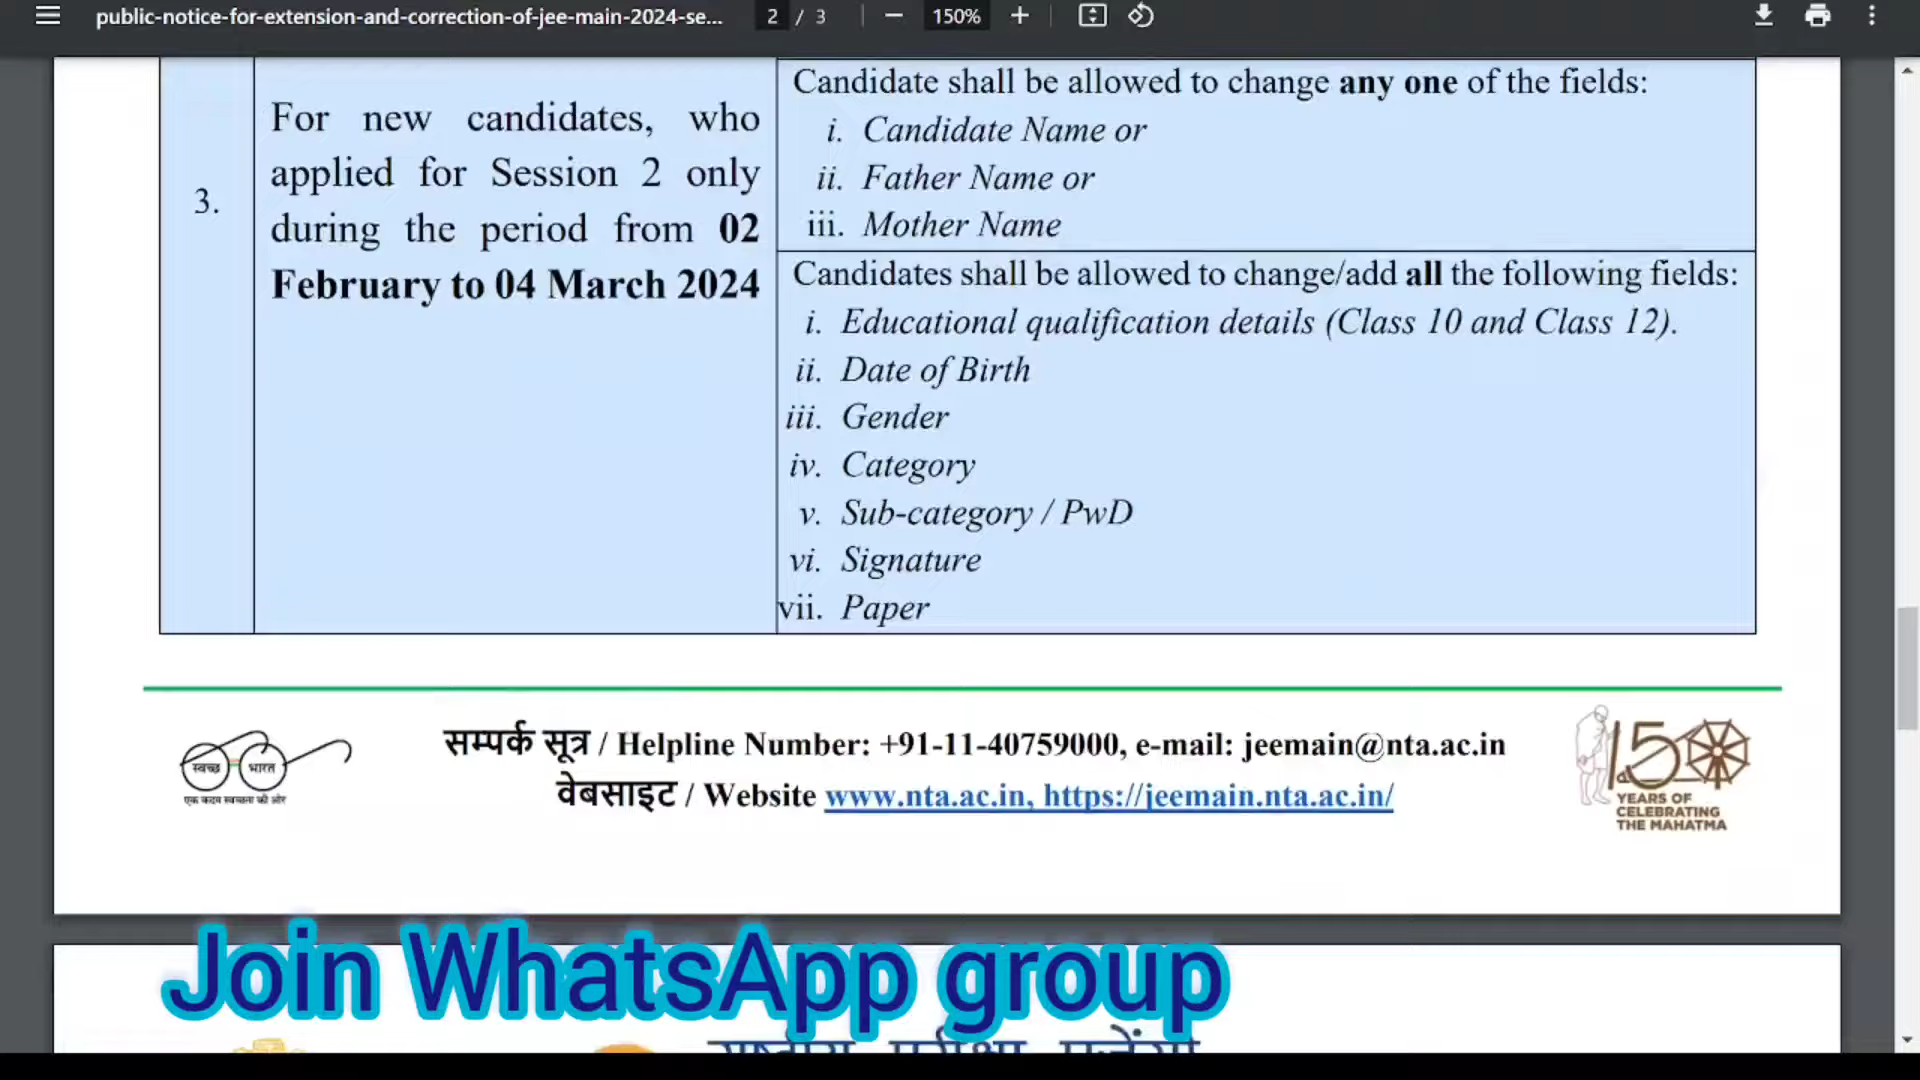 public-notice-for-extension-and-correction-of-jee-main-2024-se...
2 / 3
150%
3.
For new candidates, who
applied for Session 2 only
during the period from 02
February to 04 March 2024
Candidate shall be allowed to change any one of the fields:
i. Candidate Name or
ii. Father Name or
iii. Mother Name
Candidates shall be allowed to change/add all the following fields:
i. Educational qualification details (Class 10 and Class 12).
ii. Date of Birth
iii. Gender
iv. Category
v. Sub-category / PwD
vi. Signature
vii. Paper
स्वच्छ भारत
एक कदम स्वच्छता की ओर
सम्पर्क सूत्र / Helpline Number: +91-11-40759000, e-mail: jeemain@nta.ac.in
वेबसाइट / Website www.nta.ac.in, https://jeemain.nta.ac.in/
150
YEARS OF
CELEBRATING
THE MAHATMA
Join WhatsApp group